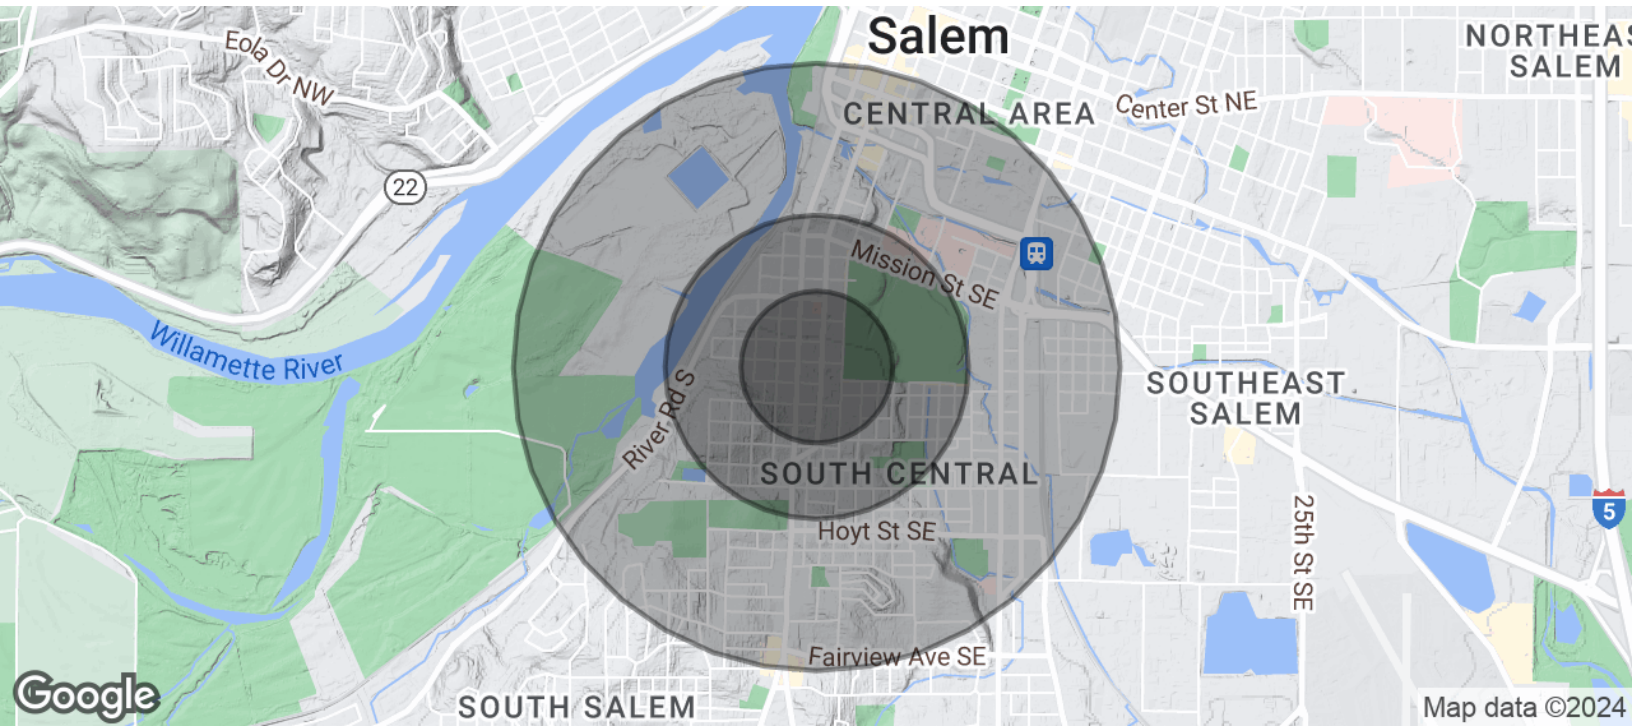 Salem
NORTHEAS
SALEM
Eola Dr NW
CENTRAL AREA
Center St NE
22
Mission St SE
Willamette River
River Rd S
SOUTHEAST
SALEM
SOUTH CENTRAL
Hoyt St SE
25th St SE
5
Fairview Ave SE
SOUTH SALEM
Google
Map data ©2024